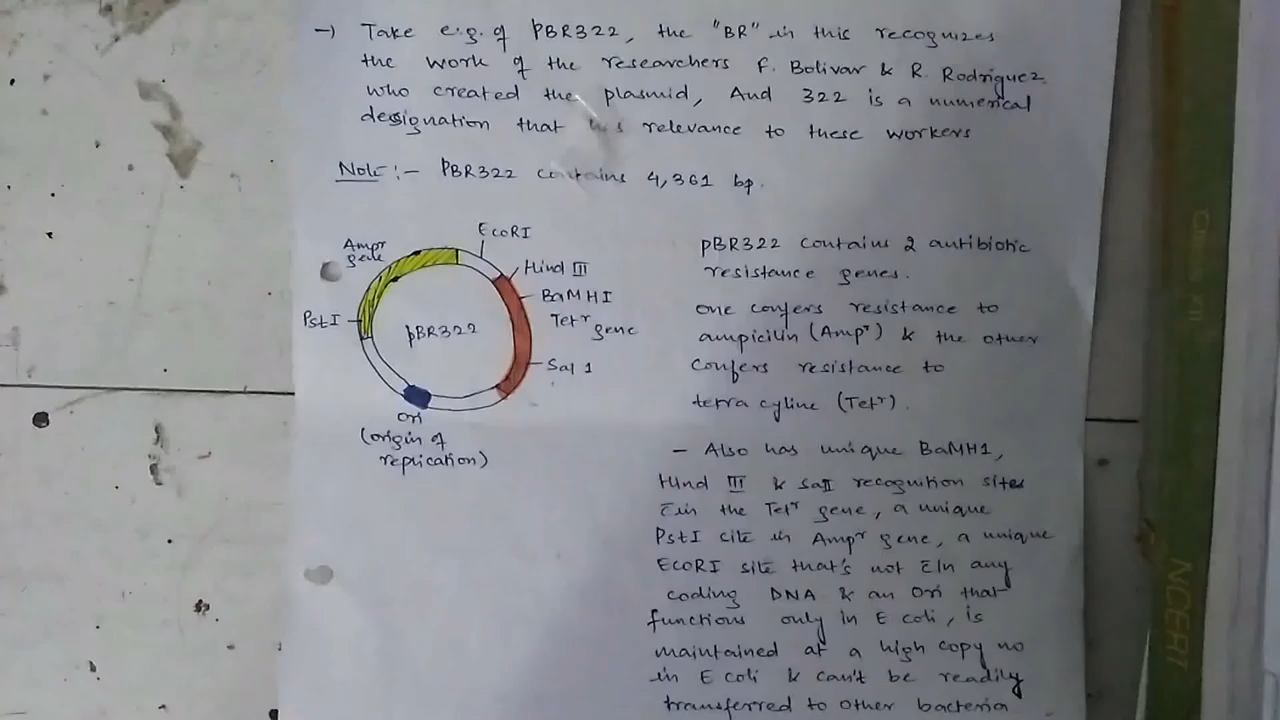 → Take e.g. of pBR322, the "BR" in this recognizes
the work of the researchers F. Bolivar & R. Rodriguez
who created the plasmid, And 322 is a numerical
dessignation that has relevance to these workers
Note :- PBR322 contains 4,361 bp.
EcoRI
Ampr
gene
Hind III
BaMHI
Tetr gene
PstI
pBR322
Sal 1
ori
(origin of
replication)
pBR322 contains 2 antibiotic
resistance genes.
one confers resistance to
ampicilin (Ampr) & the other
confers resistance to
tetra cyline (Tetr).
- Also has unique BaMH1,
Hind III & SaII recognition sites
in the Tetr gene, a unique
PstI cite in Ampr gene, a unique
ECORI site that's not in any
coding DNA & an Ori that
functions only in E coli, is
maintained at a high copy no
in E coli & can't be readily
transferred to other bacteria
NCERT